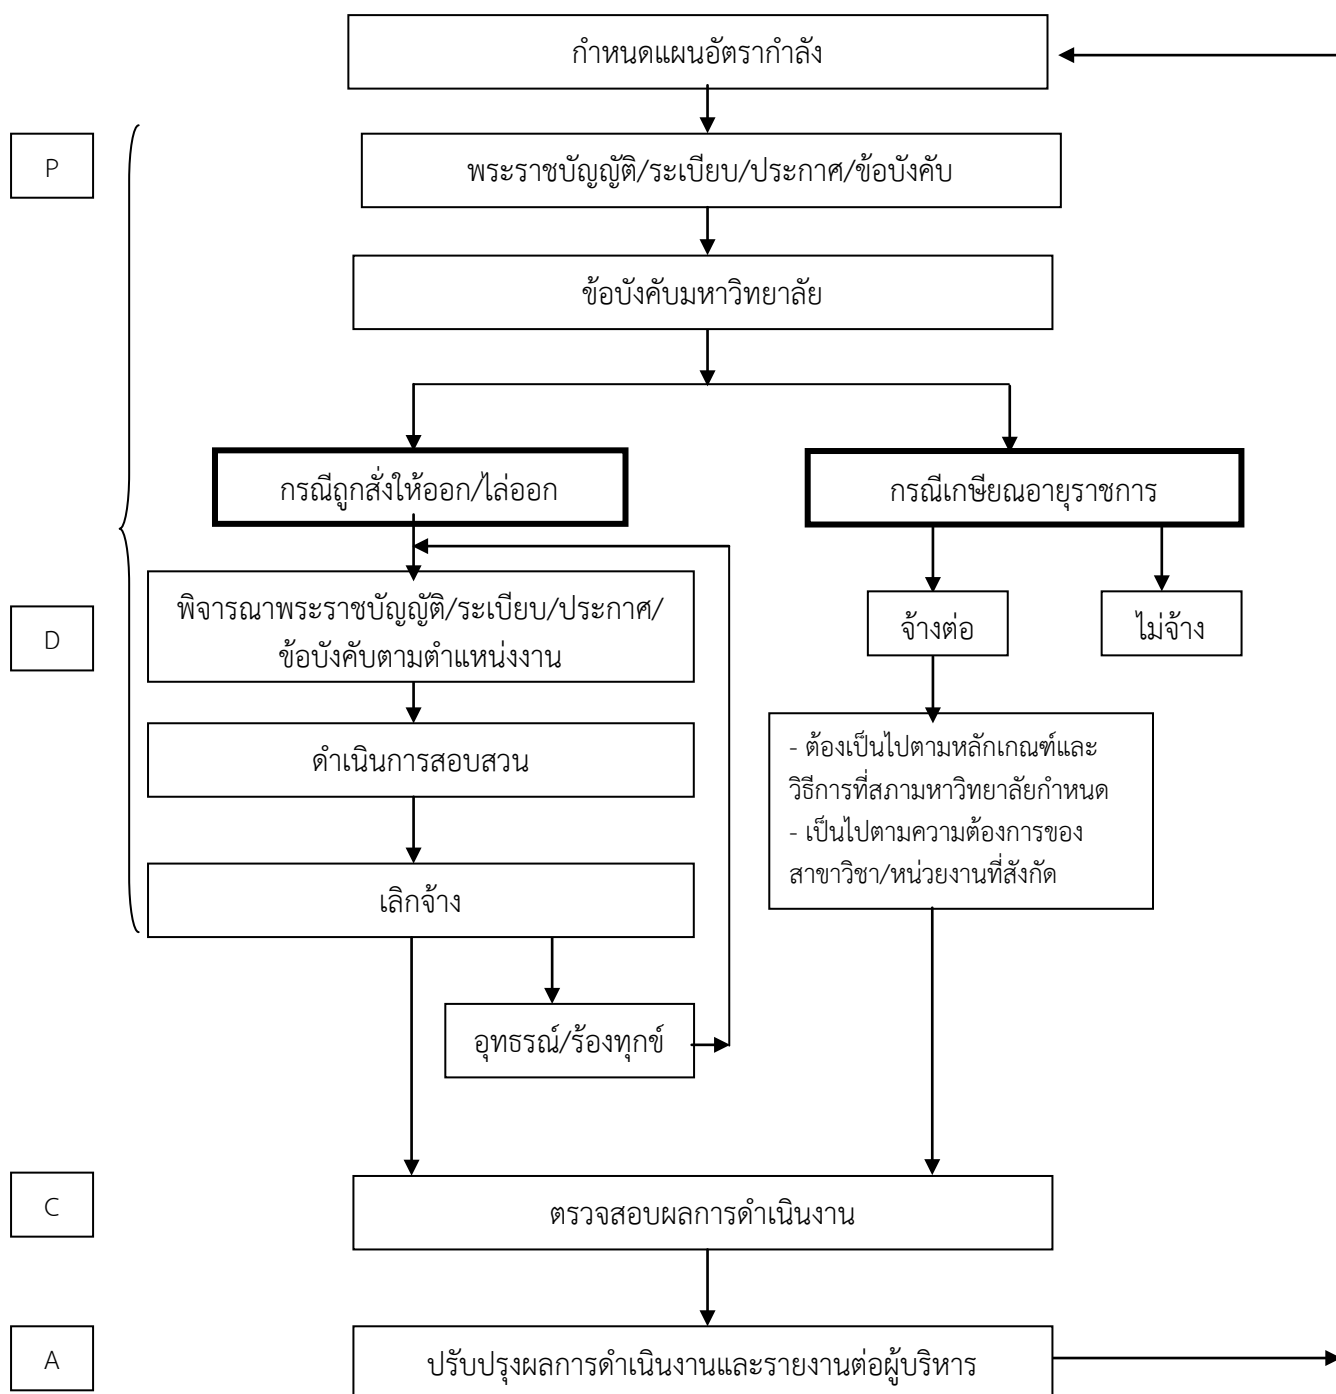 กำหนดแผนอัตรากำลัง
P
พระราชบัญญัติ/ระเบียบ/ประกาศ/ข้อบังคับ
ข้อบังคับมหาวิทยาลัย
กรณีถูกสั่งให้ออก/ไล่ออก
กรณีเกษียณอายุราชการ
D
พิจารณาพระราชบัญญัติ/ระเบียบ/ประกาศ/
ข้อบังคับตามตำแหน่งงาน
จ้างต่อ
ไม่จ้าง
ดำเนินการสอบสวน
- ต้องเป็นไปตามหลักเกณฑ์และ
วิธีการที่สภามหาวิทยาลัยกำหนด
- เป็นไปตามความต้องการของ
สาขาวิชา/หน่วยงานที่สังกัด
เลิกจ้าง
อุทธรณ์/ร้องทุกข์
C
ตรวจสอบผลการดำเนินงาน
A
ปรับปรุงผลการดำเนินงานและรายงานต่อผู้บริหาร